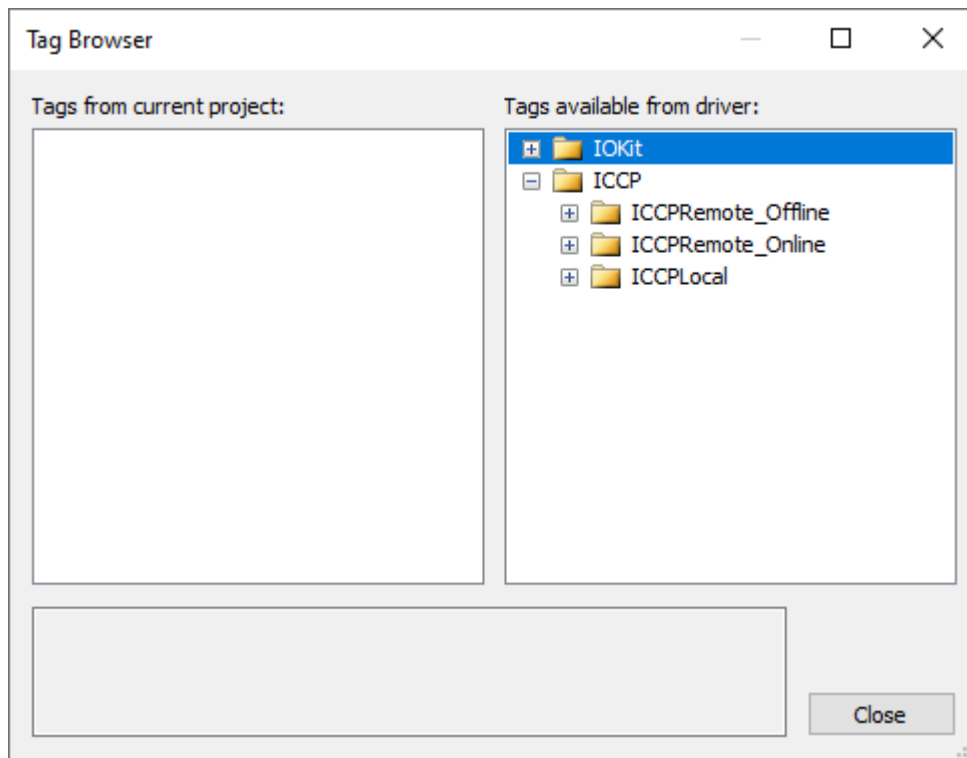 Tag Browser
Tags from current project:
Tags available from driver:
IOKit
ICCP
ICCPRemote_Offline
ICCPRemote_Online
ICCPLocal
Close